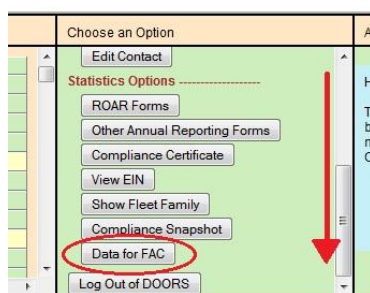 Choose an Option
A
Edit Contact
Statistics Options -------------------
H
ROAR Forms
T
Other Annual Reporting Forms
b
n
Compliance Certificate
C
View EIN
Show Fleet Family
Compliance Snapshot
Data for FAC
Log Out of DOORS